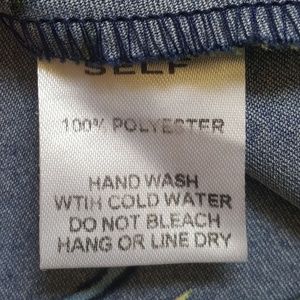 SELF
100% POLYESTER
HAND WASH
WTIH COLD WATER
DO NOT BLEACH
HANG OR LINE DRY